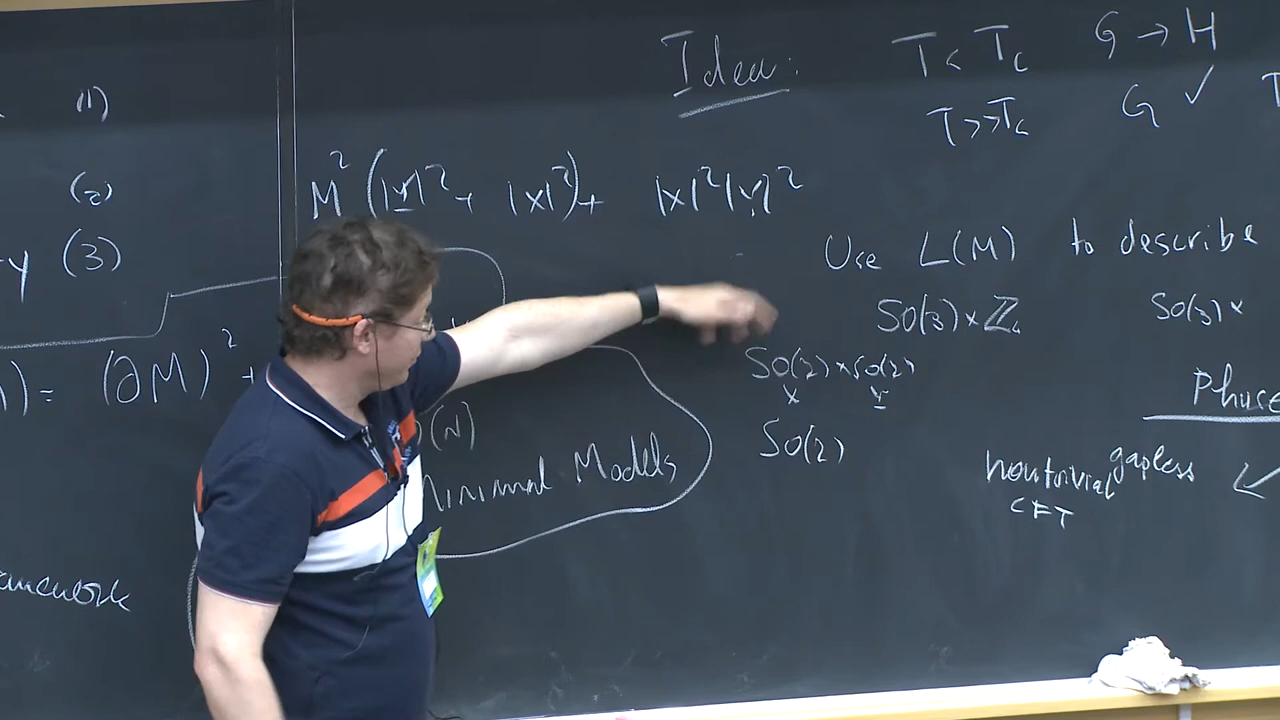 (1)
(2)
y (3)
)= (∂M)² +
Idea:
T < T_c G → H
T >> T_c G ✓
M² (|y|² + |x|²) + |x|²|y|²
Use L(M) to describe
SO(3)×ℤ₄ SO(3)×
SO(2)×SO(2)
x y
SO(2)
(N)
Minimal Models
Phase
nontrivial gapless
CFT